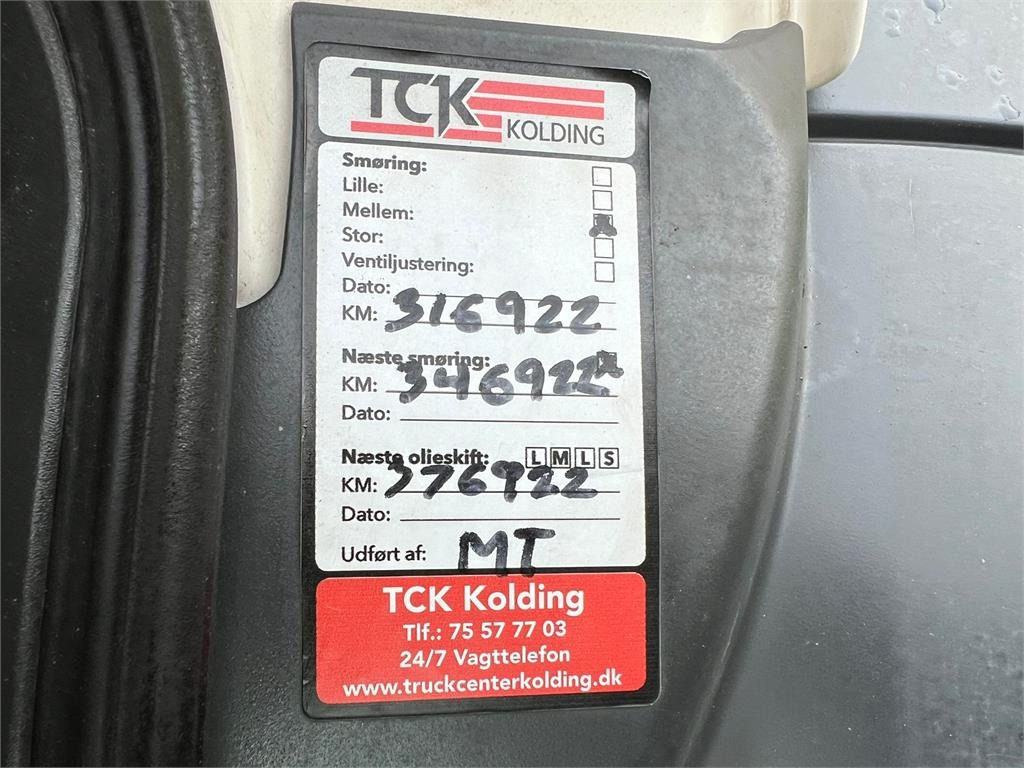 TCK
KOLDING
Smøring:
Lille:
Mellem:
Stor:
Ventiljustering:
Dato:
KM: 316922
Næste smøring:
KM: 346922
Dato:
Næste olieskift: L M L S
KM: 376922
Dato:
Udført af: MT
TCK Kolding
Tlf.: 75 57 77 03
24/7 Vagttelefon
www.truckcenterkolding.dk